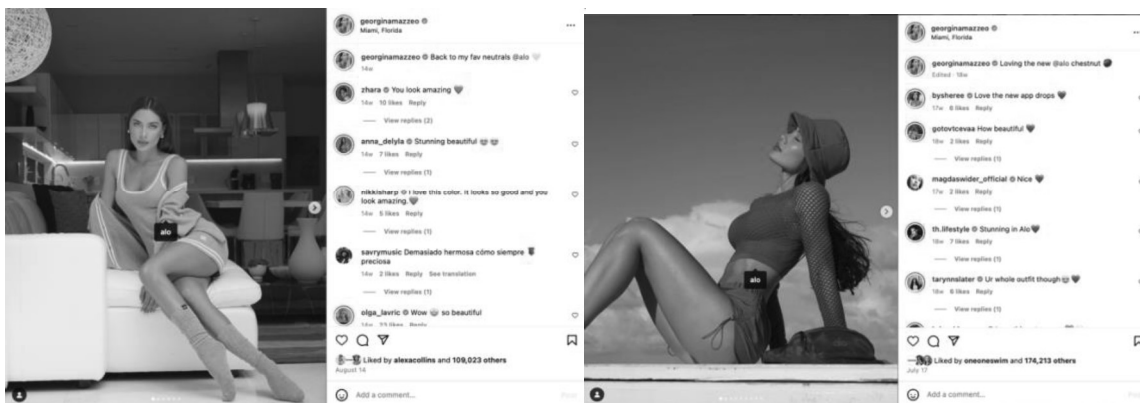 georginamazzeo
Miami, Florida
georginamazzeo Back to my fav neutrals @alo
14w
zhara You look amazing
14w 10 likes Reply
View replies (2)
anna_delyla Stunning beautiful
14w 7 likes Reply
View replies (1)
nikkisharp I love this color. It looks so good and you
look amazing.
14w 5 likes Reply
View replies (1)
savrymusic Demasiado hermosa cómo siempre
preciosa
14w 2 likes Reply See translation
View replies (1)
olga_lavric Wow so beautiful
14w 23 likes Reply
Liked by alexacollins and 109,023 others
August 14
Add a comment...
alo
georginamazzeo
Miami, Florida
georginamazzeo Loving the new @alo chestnut
Edited · 18w
bysheree Love the new app drops
17w 6 likes Reply
gotovtcevaa How beautiful
18w 2 likes Reply
View replies (1)
magdaswider_official Nice
17w 2 likes Reply
View replies (1)
th.lifestyle Stunning in Alo
18w 7 likes Reply
View replies (1)
tarynnslater Ur whole outfit though
18w 6 likes Reply
View replies (1)
Liked by oneoneswim and 174,213 others
July 17
Add a comment...
alo